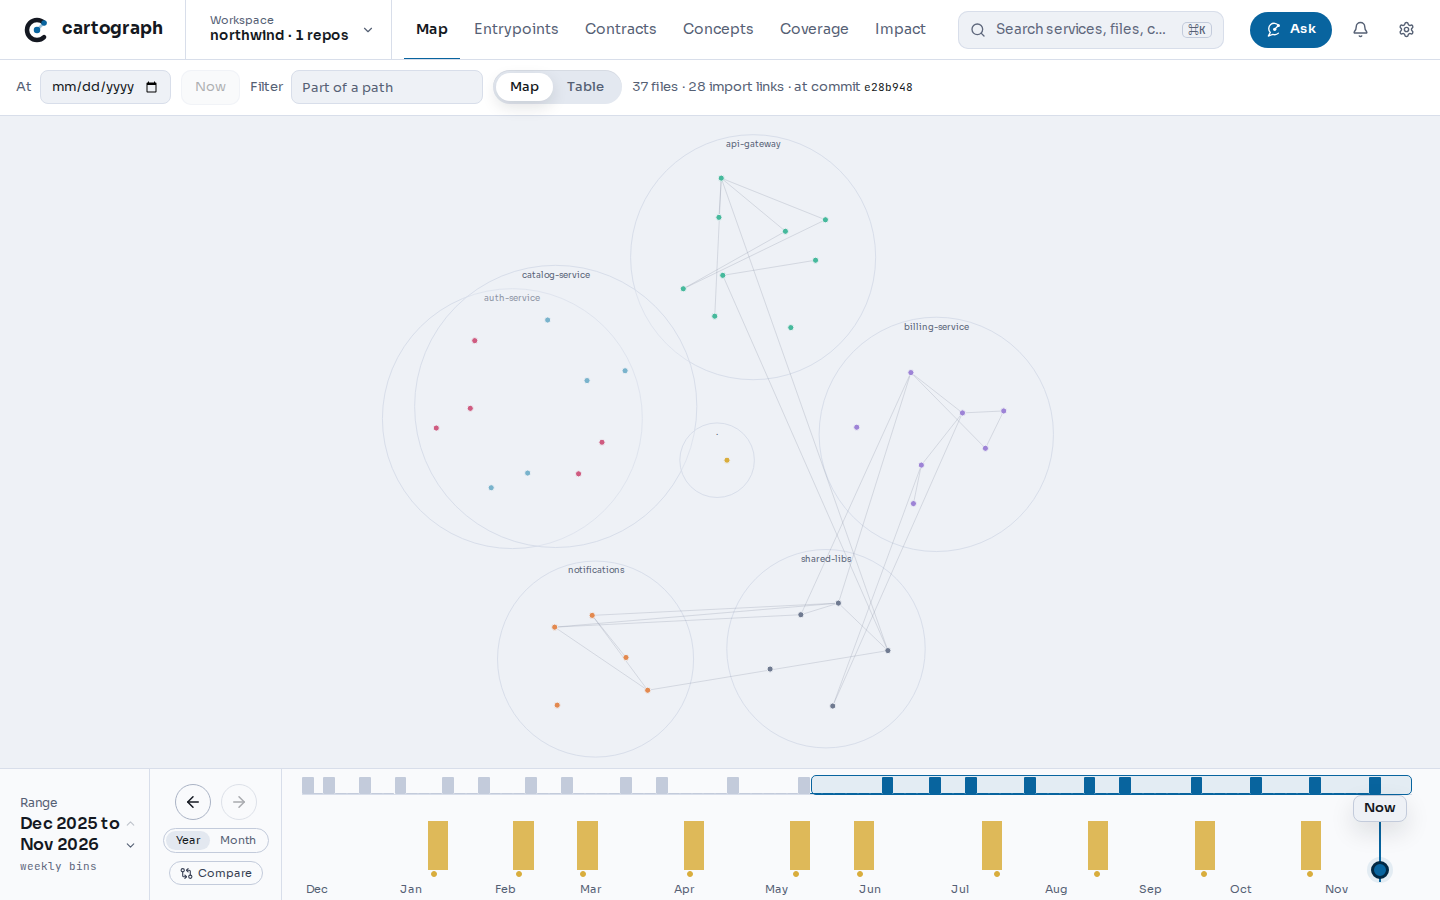 cartograph
Workspace
northwind · 1 repos
Map
Entrypoints
Contracts
Concepts
Coverage
Impact
Search services, files, c...
⌘K
Ask
At
mm/dd/yyyy
Now
Filter
Part of a path
Map
Table
37 files · 28 import links · at commit e28b948
api-gateway
catalog-service
auth-service
billing-service
.
shared-libs
notifications
Range
Dec 2025 to
Nov 2026
weekly bins
Year
Month
Compare
Now
Dec
Jan
Feb
Mar
Apr
May
Jun
Jul
Aug
Sep
Oct
Nov